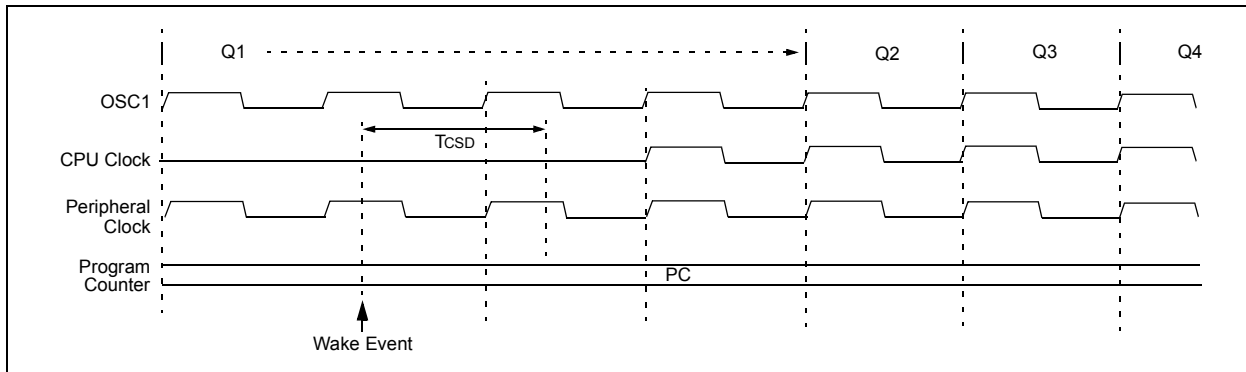 Q1
Q2
Q3
Q4
OSC1
TCSD
CPU Clock
Peripheral
Clock
Program
Counter
PC
Wake Event